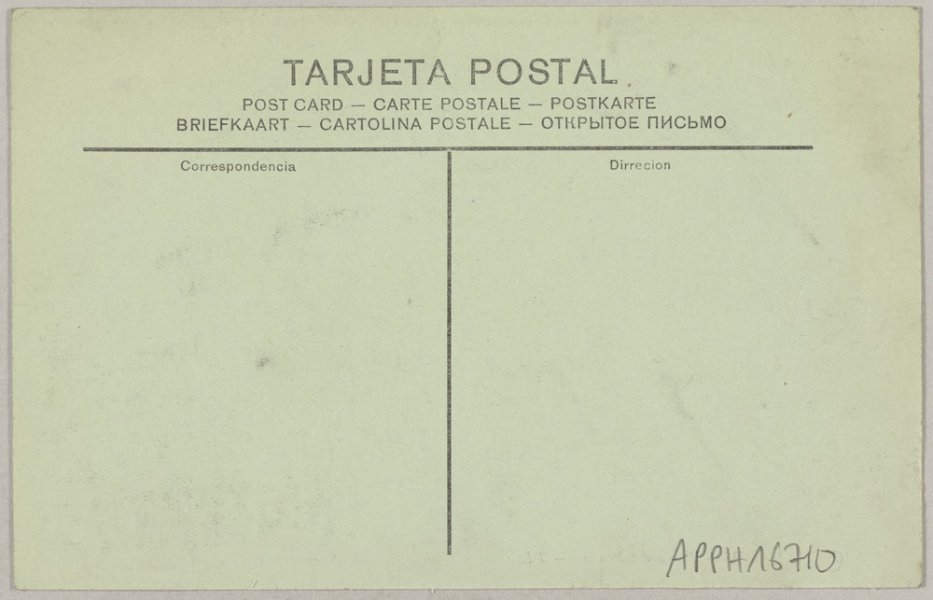 TARJETA POSTAL
POST CARD — CARTE POSTALE — POSTKARTE
BRIEFKAART — CARTOLINA POSTALE — ОТКРЫТОЕ ПИСЬМО
Correspondencia
Dirrecion
APPH16710